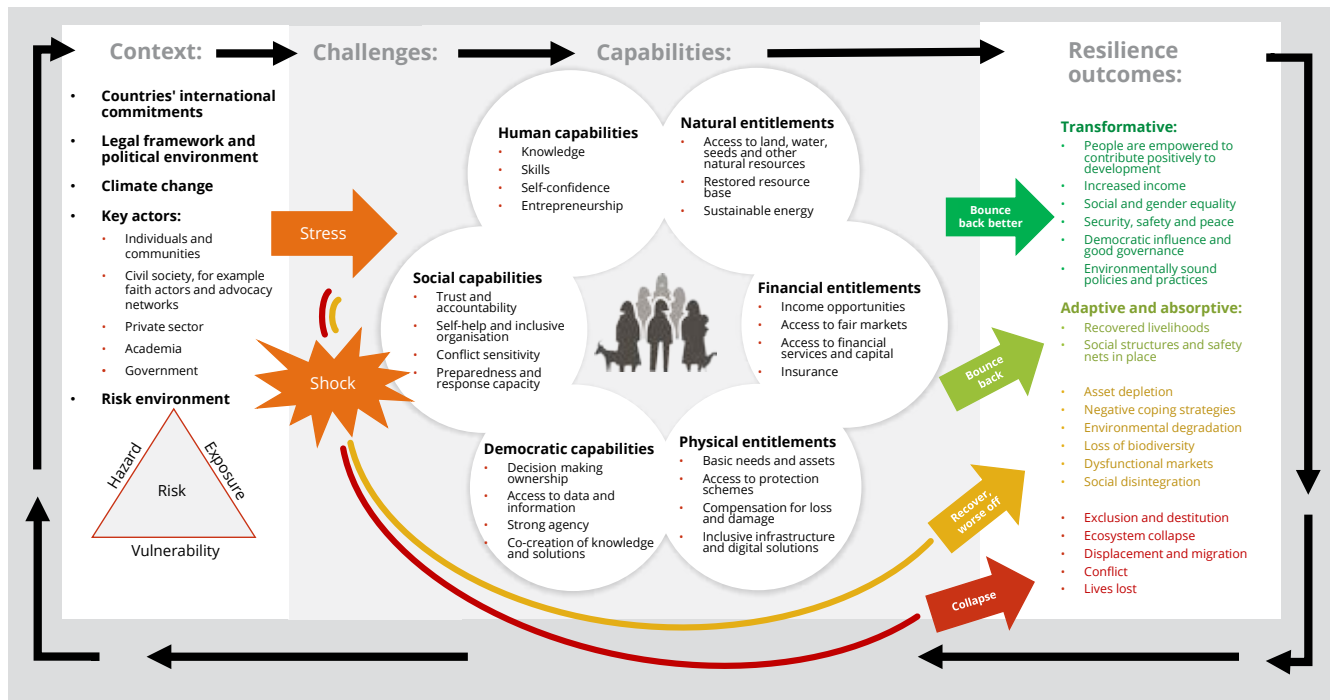 Context:
Challenges:
Capabilities:
Resilience
outcomes:
• Countries' international
commitments
• Legal framework and
political environment
• Climate change
• Key actors:
• Individuals and
communities
• Civil society, for example
faith actors and advocacy
networks
• Private sector
• Academia
• Government
• Risk environment
Hazard
Exposure
Risk
Vulnerability
Stress
Shock
Human capabilities
• Knowledge
• Skills
• Self-confidence
• Entrepreneurship
Natural entitlements
• Access to land, water,
seeds and other
natural resources
• Restored resource
base
• Sustainable energy
Social capabilities
• Trust and
accountability
• Self-help and inclusive
organisation
• Conflict sensitivity
• Preparedness and
response capacity
Financial entitlements
• Income opportunities
• Access to fair markets
• Access to financial
services and capital
• Insurance
Democratic capabilities
• Decision making
ownership
• Access to data and
information
• Strong agency
• Co-creation of knowledge
and solutions
Physical entitlements
• Basic needs and assets
• Access to protection
schemes
• Compensation for loss
and damage
• Inclusive infrastructure
and digital solutions
Bounce
back better
Bounce
back
Recover,
worse off
Collapse
Transformative:
• People are empowered to
contribute positively to
development
• Increased income
• Social and gender equality
• Security, safety and peace
• Democratic influence and
good governance
• Environmentally sound
policies and practices
Adaptive and absorptive:
• Recovered livelihoods
• Social structures and safety
nets in place
• Asset depletion
• Negative coping strategies
• Environmental degradation
• Loss of biodiversity
• Dysfunctional markets
• Social disintegration
• Exclusion and destitution
• Ecosystem collapse
• Displacement and migration
• Conflict
• Lives lost